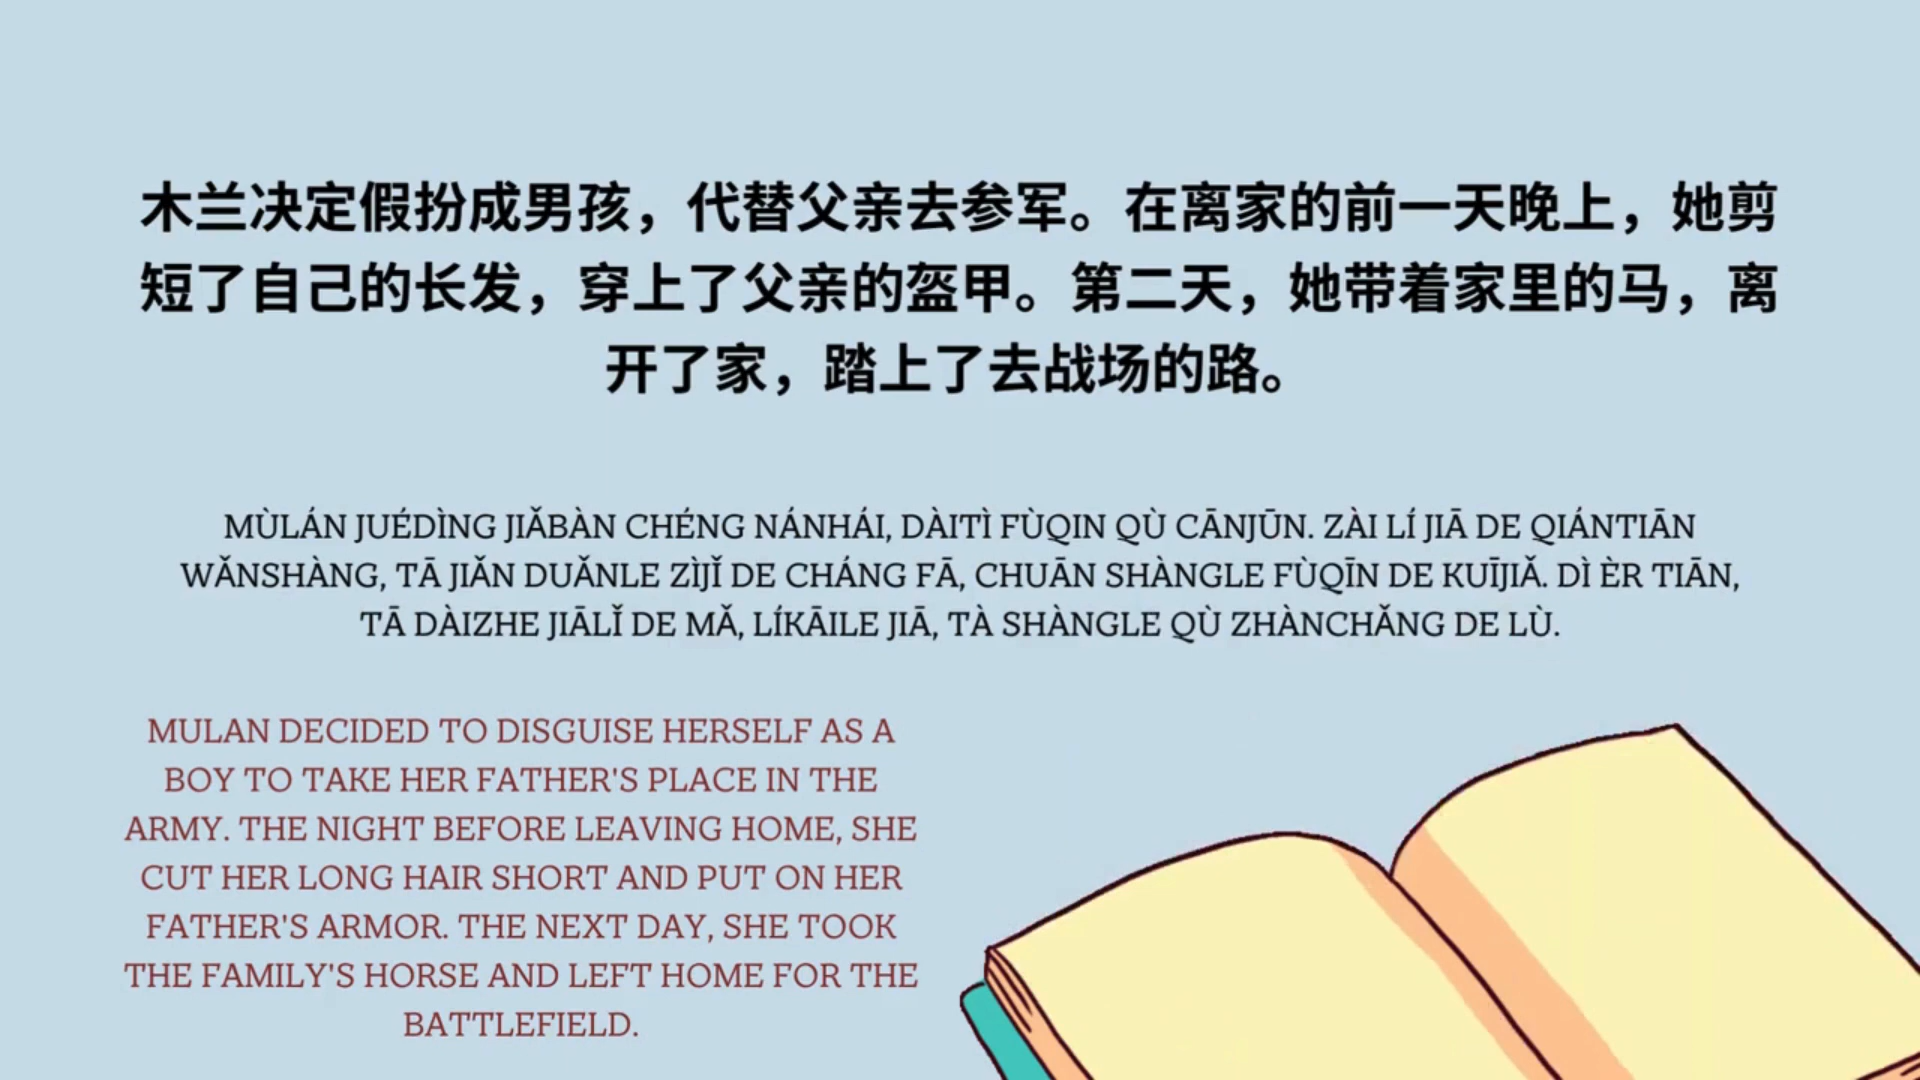 木兰决定假扮成男孩，代替父亲去参军。在离家的前一天晚上，她剪
短了自己的长发，穿上了父亲的盔甲。第二天，她带着家里的马，离
开了家，踏上了去战场的路。
MÙLÁN JUÉDÌNG JIǍBÀN CHÉNG NÁNHÁI, DÀITÌ FÙQIN QÙ CĀNJŪN. ZÀI LÍ JIĀ DE QIÁNTIĀN
WǍNSHÀNG, TĀ JIǍN DUǍNLE ZÌJǏ DE CHÁNG FĀ, CHUĀN SHÀNGLE FÙQĪN DE KUĪJIǍ. DÌ ÈR TIĀN,
TĀ DÀIZHE JIĀLǏ DE MǍ, LÍKĀILE JIĀ, TÀ SHÀNGLE QÙ ZHÀNCHǍNG DE LÙ.
MULAN DECIDED TO DISGUISE HERSELF AS A
BOY TO TAKE HER FATHER'S PLACE IN THE
ARMY. THE NIGHT BEFORE LEAVING HOME, SHE
CUT HER LONG HAIR SHORT AND PUT ON HER
FATHER'S ARMOR. THE NEXT DAY, SHE TOOK
THE FAMILY'S HORSE AND LEFT HOME FOR THE
BATTLEFIELD.